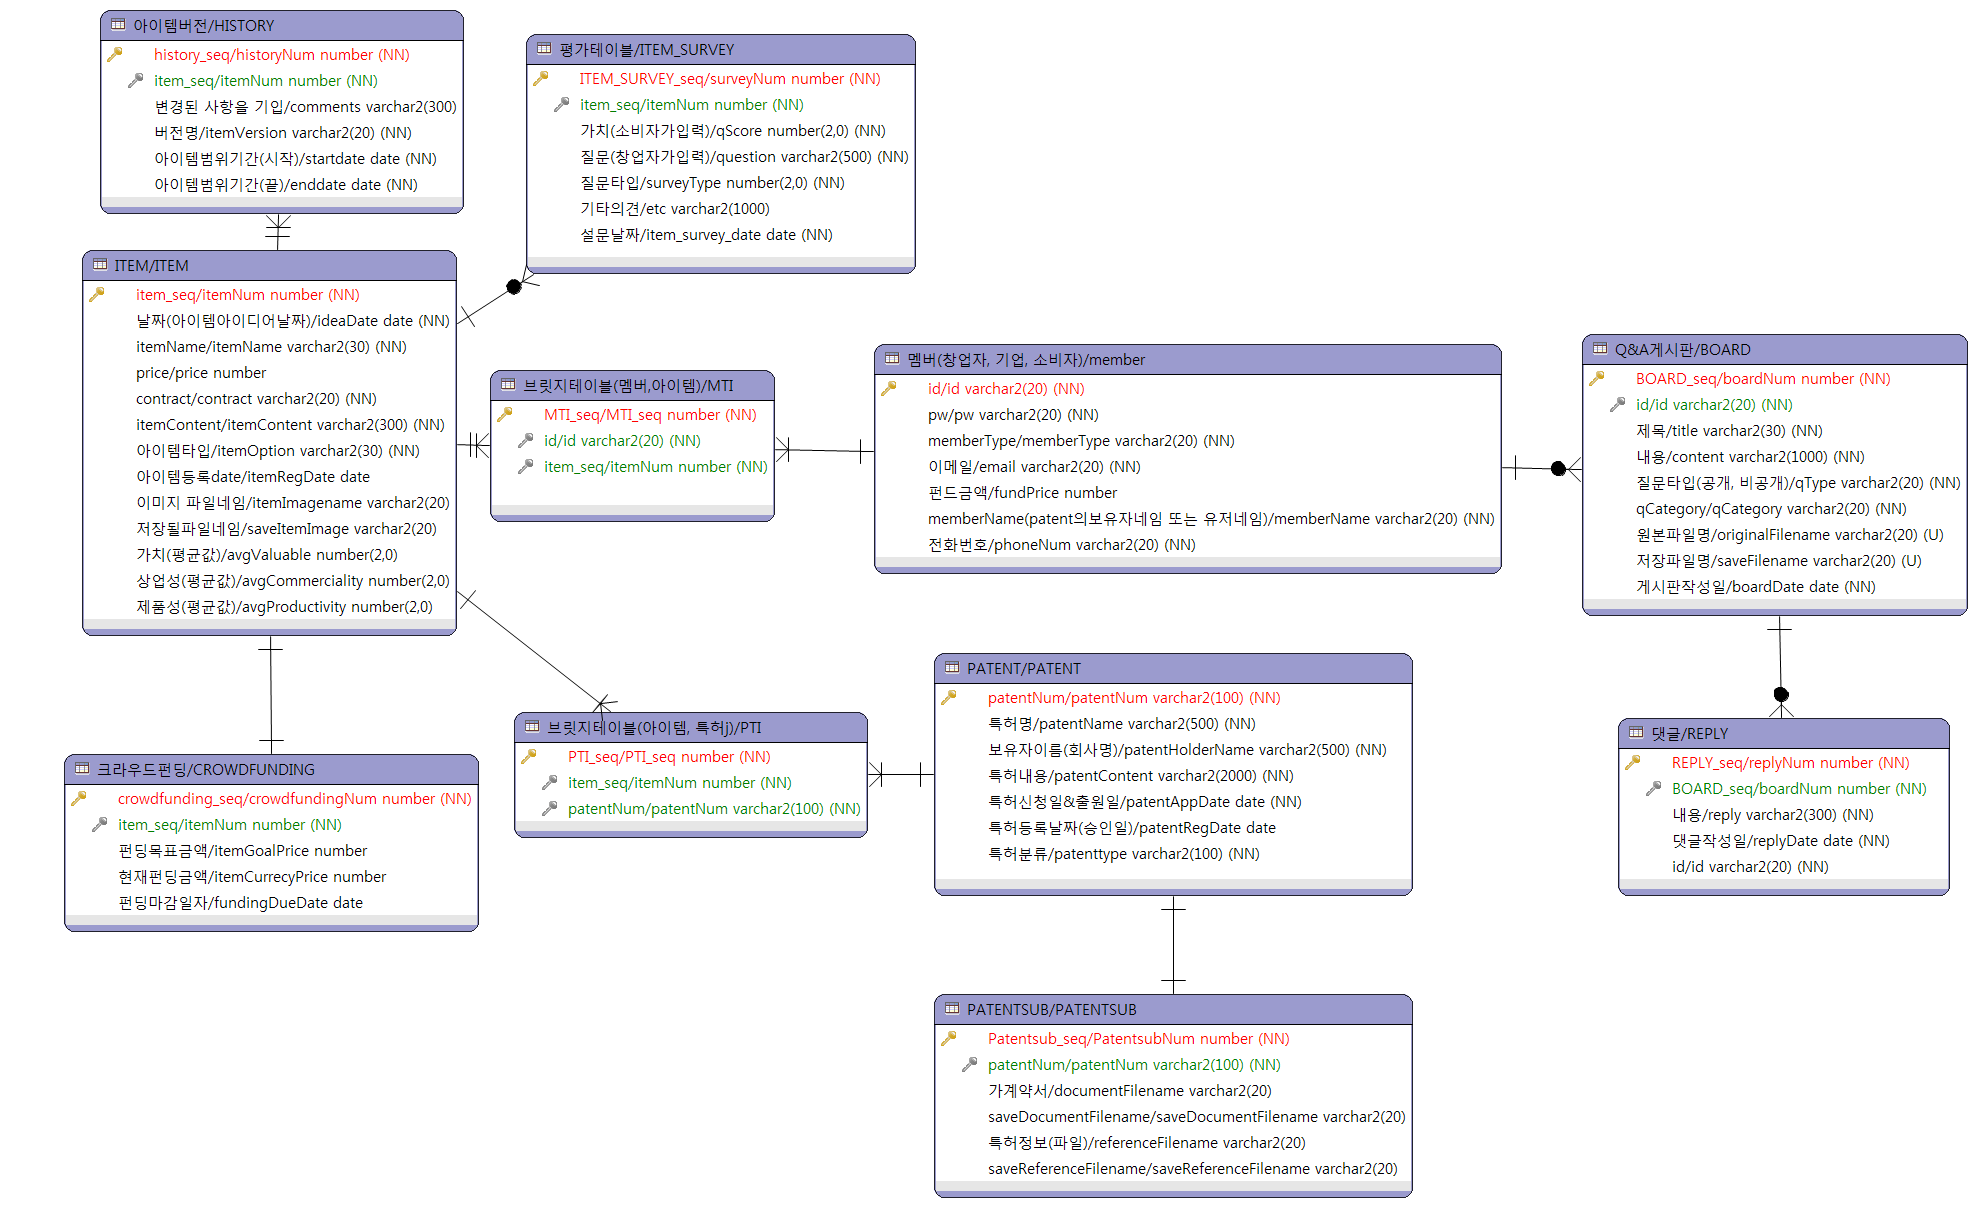 아이템버전/HISTORY
history_seq/historyNum number (NN)
item_seq/itemNum number (NN)
변경된 사항을 기입/comments varchar2(300)
버전명/itemVersion varchar2(20) (NN)
아이템범위기간(시작)/startdate date (NN)
아이템범위기간(끝)/enddate date (NN)
평가테이블/ITEM_SURVEY
ITEM_SURVEY_seq/surveyNum number (NN)
item_seq/itemNum number (NN)
가치(소비자가입력)/qScore number(2,0) (NN)
질문(창업자가입력)/question varchar2(500) (NN)
질문타입/surveyType number(2,0) (NN)
기타의견/etc varchar2(1000)
설문날짜/item_survey_date date (NN)
ITEM/ITEM
item_seq/itemNum number (NN)
날짜(아이템아이디어날짜)/ideaDate date (NN)
itemName/itemName varchar2(30) (NN)
price/price number
contract/contract varchar2(20) (NN)
itemContent/itemContent varchar2(300) (NN)
아이템타입/itemOption varchar2(30) (NN)
아이템등록date/itemRegDate date
이미지 파일네임/itemImagename varchar2(20)
저장될파일네임/saveItemImage varchar2(20)
가치(평균값)/avgValuable number(2,0)
상업성(평균값)/avgCommerciality number(2,0)
제품성(평균값)/avgProductivity number(2,0)
브릿지테이블(멤버,아이템)/MTI
MTI_seq/MTI_seq number (NN)
id/id varchar2(20) (NN)
item_seq/itemNum number (NN)
멤버(창업자, 기업, 소비자)/member
id/id varchar2(20) (NN)
pw/pw varchar2(20) (NN)
memberType/memberType varchar2(20) (NN)
이메일/email varchar2(20) (NN)
펀드금액/fundPrice number
memberName(patent의보유자네임 또는 유저네임)/memberName varchar2(20) (NN)
전화번호/phoneNum varchar2(20) (NN)
Q&A게시판/BOARD
BOARD_seq/boardNum number (NN)
id/id varchar2(20) (NN)
제목/title varchar2(30) (NN)
내용/content varchar2(1000) (NN)
질문타입(공개, 비공개)/qType varchar2(20) (NN)
qCategory/qCategory varchar2(20) (NN)
원본파일명/originalFilename varchar2(20) (U)
저장파일명/saveFilename varchar2(20) (U)
게시판작성일/boardDate date (NN)
크라우드펀딩/CROWDFUNDING
crowdfunding_seq/crowdfundingNum number (NN)
item_seq/itemNum number (NN)
펀딩목표금액/itemGoalPrice number
현재펀딩금액/itemCurrecyPrice number
펀딩마감일자/fundingDueDate date
브릿지테이블(아이템, 특허j)/PTI
PTI_seq/PTI_seq number (NN)
item_seq/itemNum number (NN)
patentNum/patentNum varchar2(100) (NN)
PATENT/PATENT
patentNum/patentNum varchar2(100) (NN)
특허명/patentName varchar2(500) (NN)
보유자이름(회사명)/patentHolderName varchar2(500) (NN)
특허내용/patentContent varchar2(2000) (NN)
특허신청일&출원일/patentAppDate date (NN)
특허등록날짜(승인일)/patentRegDate date
특허분류/patenttype varchar2(100) (NN)
댓글/REPLY
REPLY_seq/replyNum number (NN)
BOARD_seq/boardNum number (NN)
내용/reply varchar2(300) (NN)
댓글작성일/replyDate date (NN)
id/id varchar2(20) (NN)
PATENTSUB/PATENTSUB
Patentsub_seq/PatentsubNum number (NN)
patentNum/patentNum varchar2(100) (NN)
가계약서/documentFilename varchar2(20)
saveDocumentFilename/saveDocumentFilename varchar2(20)
특허정보(파일)/referenceFilename varchar2(20)
saveReferenceFilename/saveReferenceFilename varchar2(20)